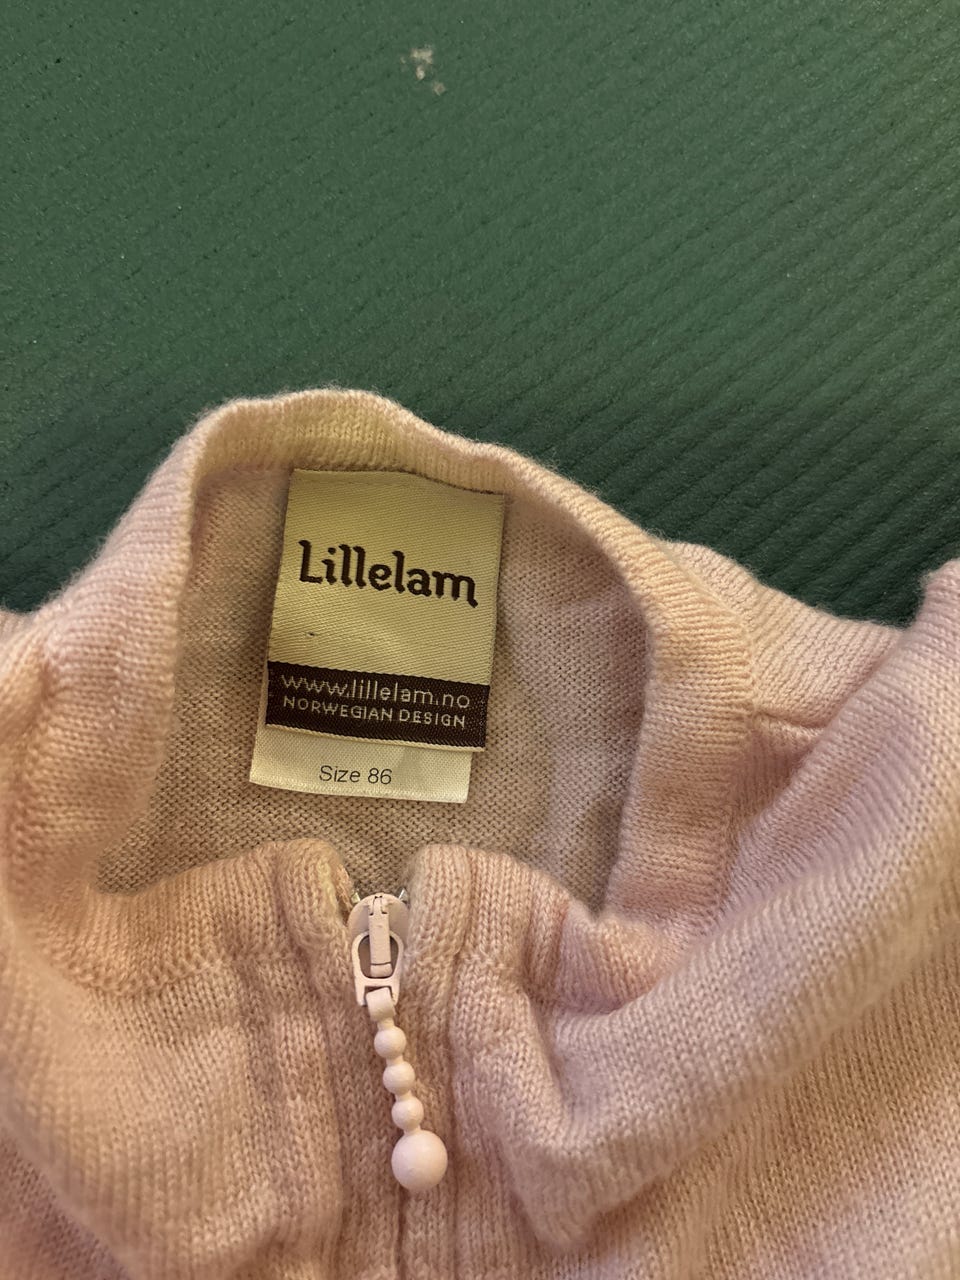 Lillelam
www.lillelam.no
NORWEGIAN DESIGN
Size 86